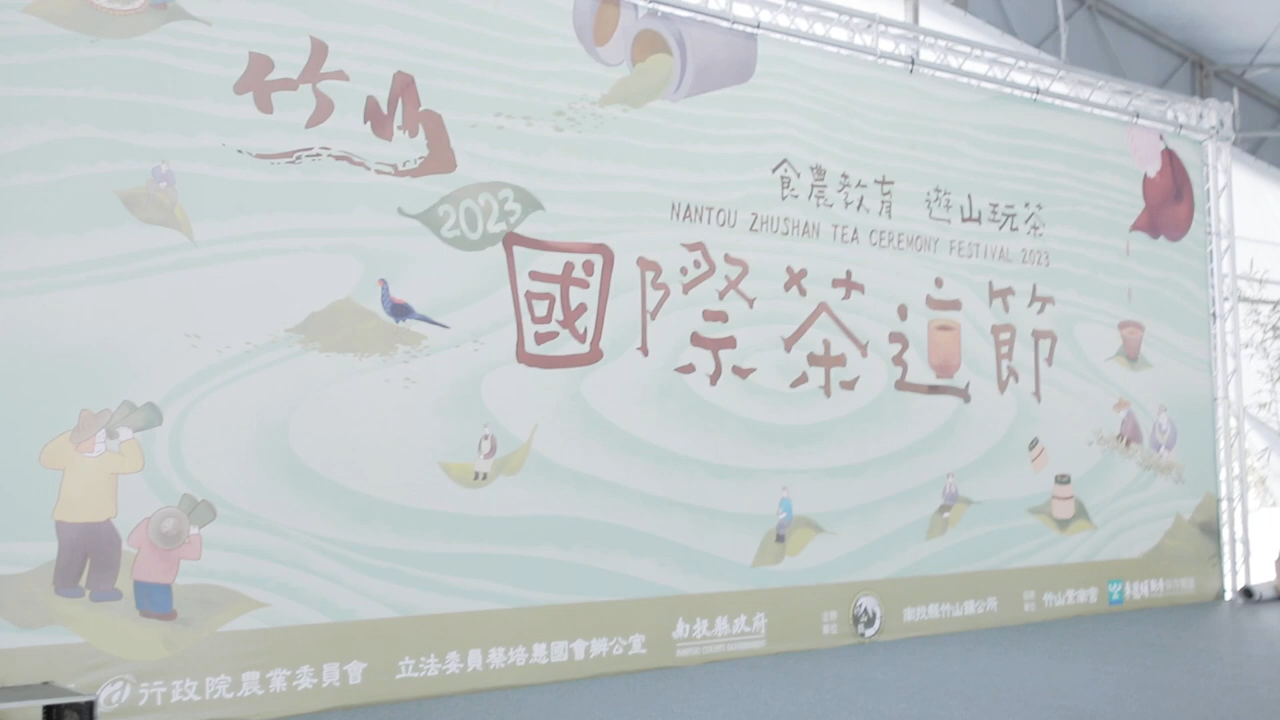 竹山
2023
食農教育 遊山玩茶
NANTOU ZHUSHAN TEA CEREMONY FESTIVAL 2023
國際茶道節
行政院農業委員會 立法委員蔡培慧國會辦公室 南投縣政府 南投縣竹山鎮公所 竹山紫南宮